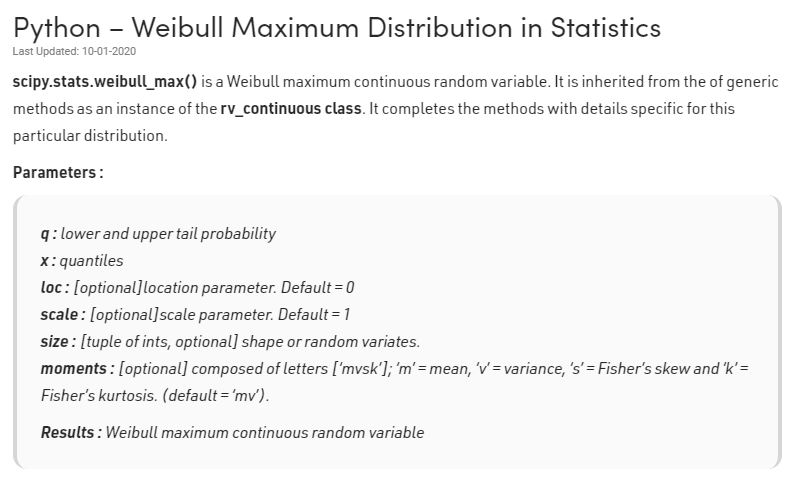 Python – Weibull Maximum Distribution in Statistics
Last Updated: 10-01-2020
scipy.stats.weibull_max() is a Weibull maximum continuous random variable. It is inherited from the of generic
methods as an instance of the rv_continuous class. It completes the methods with details specific for this
particular distribution.
Parameters :
q : lower and upper tail probability
x : quantiles
loc : [optional]location parameter. Default = 0
scale : [optional]scale parameter. Default = 1
size : [tuple of ints, optional] shape or random variates.
moments : [optional] composed of letters [‘mvsk’]; ‘m’ = mean, ‘v’ = variance, ‘s’ = Fisher’s skew and ‘k’ =
Fisher’s kurtosis. (default = ‘mv’).
Results : Weibull maximum continuous random variable